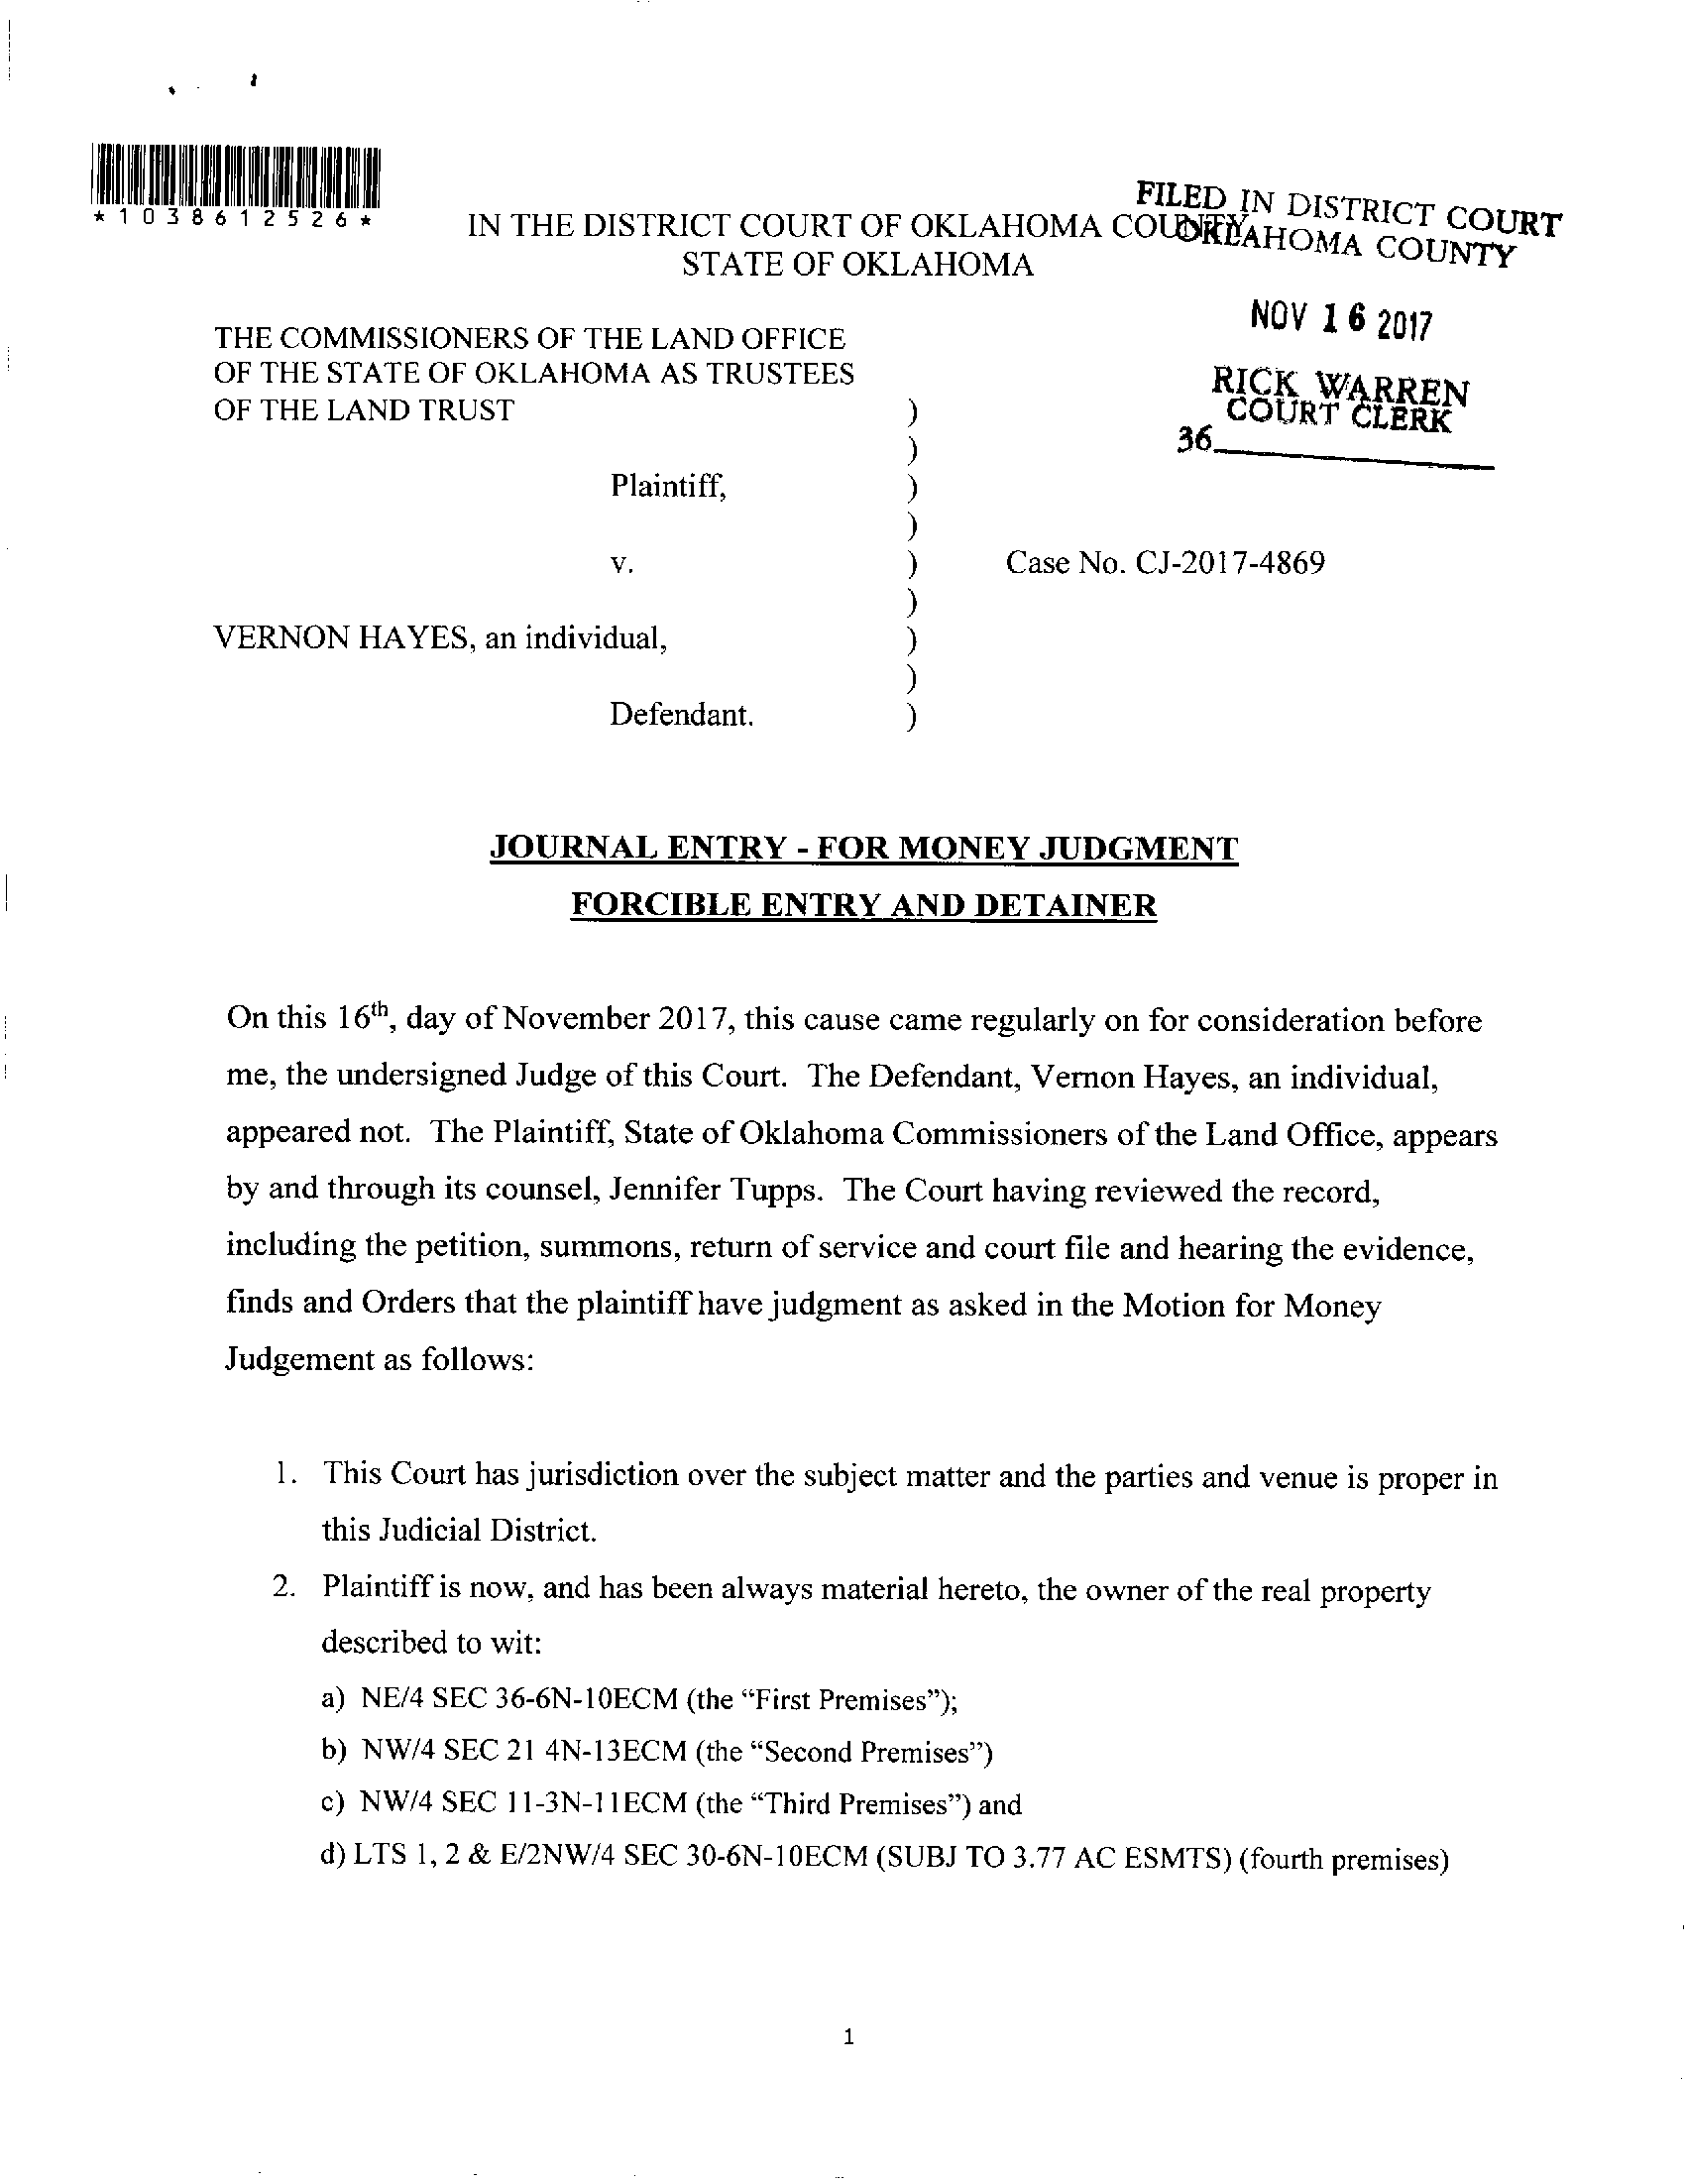 *1038612526*
FILED IN DISTRICT COURT
OKLAHOMA COUNTY
IN THE DISTRICT COURT OF OKLAHOMA COUNTY
STATE OF OKLAHOMA
NOV 16 2017
RICK WARREN
COURT CLERK
36
THE COMMISSIONERS OF THE LAND OFFICE
OF THE STATE OF OKLAHOMA AS TRUSTEES
OF THE LAND TRUST )
)
Plaintiff, )
)
v. ) Case No. CJ-2017-4869
)
VERNON HAYES, an individual, )
)
Defendant. )
JOURNAL ENTRY - FOR MONEY JUDGMENT
FORCIBLE ENTRY AND DETAINER
On this 16th, day of November 2017, this cause came regularly on for consideration before
me, the undersigned Judge of this Court. The Defendant, Vernon Hayes, an individual,
appeared not. The Plaintiff, State of Oklahoma Commissioners of the Land Office, appears
by and through its counsel, Jennifer Tupps. The Court having reviewed the record,
including the petition, summons, return of service and court file and hearing the evidence,
finds and Orders that the plaintiff have judgment as asked in the Motion for Money
Judgement as follows:
1. This Court has jurisdiction over the subject matter and the parties and venue is proper in
this Judicial District.
2. Plaintiff is now, and has been always material hereto, the owner of the real property
described to wit:
a) NE/4 SEC 36-6N-10ECM (the “First Premises”);
b) NW/4 SEC 21 4N-13ECM (the “Second Premises”)
c) NW/4 SEC 11-3N-11ECM (the “Third Premises”) and
d) LTS 1, 2 & E/2NW/4 SEC 30-6N-10ECM (SUBJ TO 3.77 AC ESMTS) (fourth premises)
1